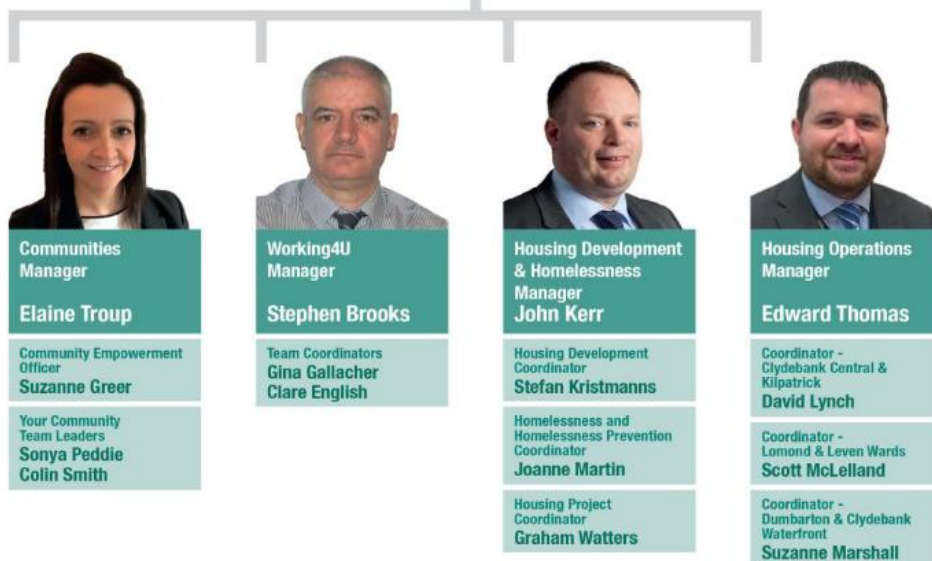 Communities
Manager
Elaine Troup
Community Empowerment
Officer
Suzanne Greer
Your Community
Team Leaders
Sonya Peddie
Colin Smith
Working4U
Manager
Stephen Brooks
Team Coordinators
Gina Gallacher
Clare English
Housing Development
& Homelessness
Manager
John Kerr
Housing Development
Coordinator
Stefan Kristmanns
Homelessness and
Homelessness Prevention
Coordinator
Joanne Martin
Housing Project
Coordinator
Graham Watters
Housing Operations
Manager
Edward Thomas
Coordinator -
Clydebank Central &
Kilpatrick
David Lynch
Coordinator -
Lomond & Leven Wards
Scott McLelland
Coordinator -
Dumbarton & Clydebank
Waterfront
Suzanne Marshall